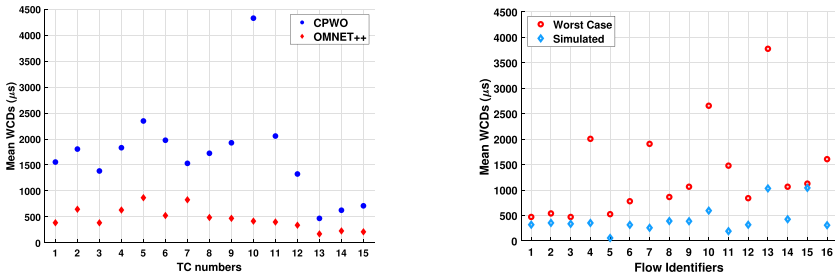 4500
4000
3500
3000
2500
2000
1500
1000
500
0
Mean WCDs (μs)
CPWO
OMNET++
1 2 3 4 5 6 7 8 9 10 11 12 13 14 15
TC numbers
4500
4000
3500
3000
2500
2000
1500
1000
500
0
Mean WCDs (μs)
Worst Case
Simulated
1 2 3 4 5 6 7 8 9 10 11 12 13 14 15 16
Flow Identifiers